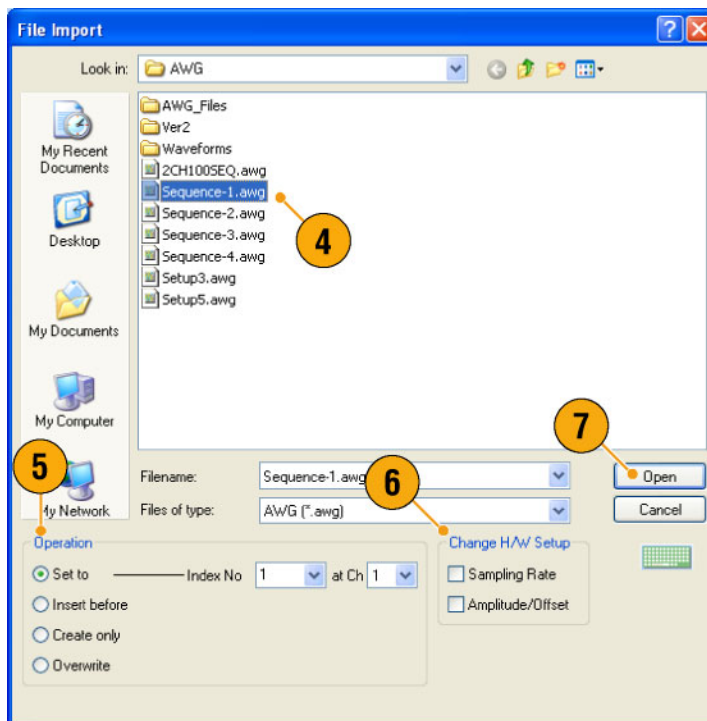 File Import
Look in: AWG
My Recent Documents
Desktop
My Documents
My Computer
My Network
AWG_Files
Ver2
Waveforms
2CH100SEQ.awg
Sequence-1.awg
Sequence-2.awg
Sequence-3.awg
Sequence-4.awg
Setup3.awg
Setup5.awg
4
5
6
7
Filename: Sequence-1.awg
Open
Files of type: AWG (*.awg)
Cancel
Operation
Set to Index No 1 at Ch 1
Insert before
Create only
Overwrite
Change H/W Setup
Sampling Rate
Amplitude/Offset